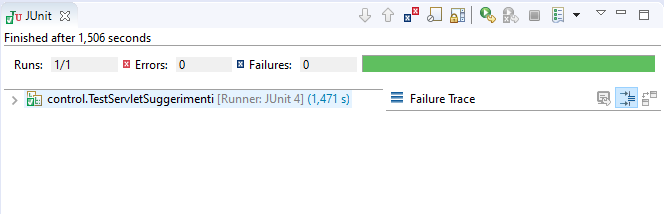 JUnit
Finished after 1,506 seconds
Runs: 1/1 Errors: 0 Failures: 0
control.TestServletSuggerimenti [Runner: JUnit 4] (1,471 s)
Failure Trace